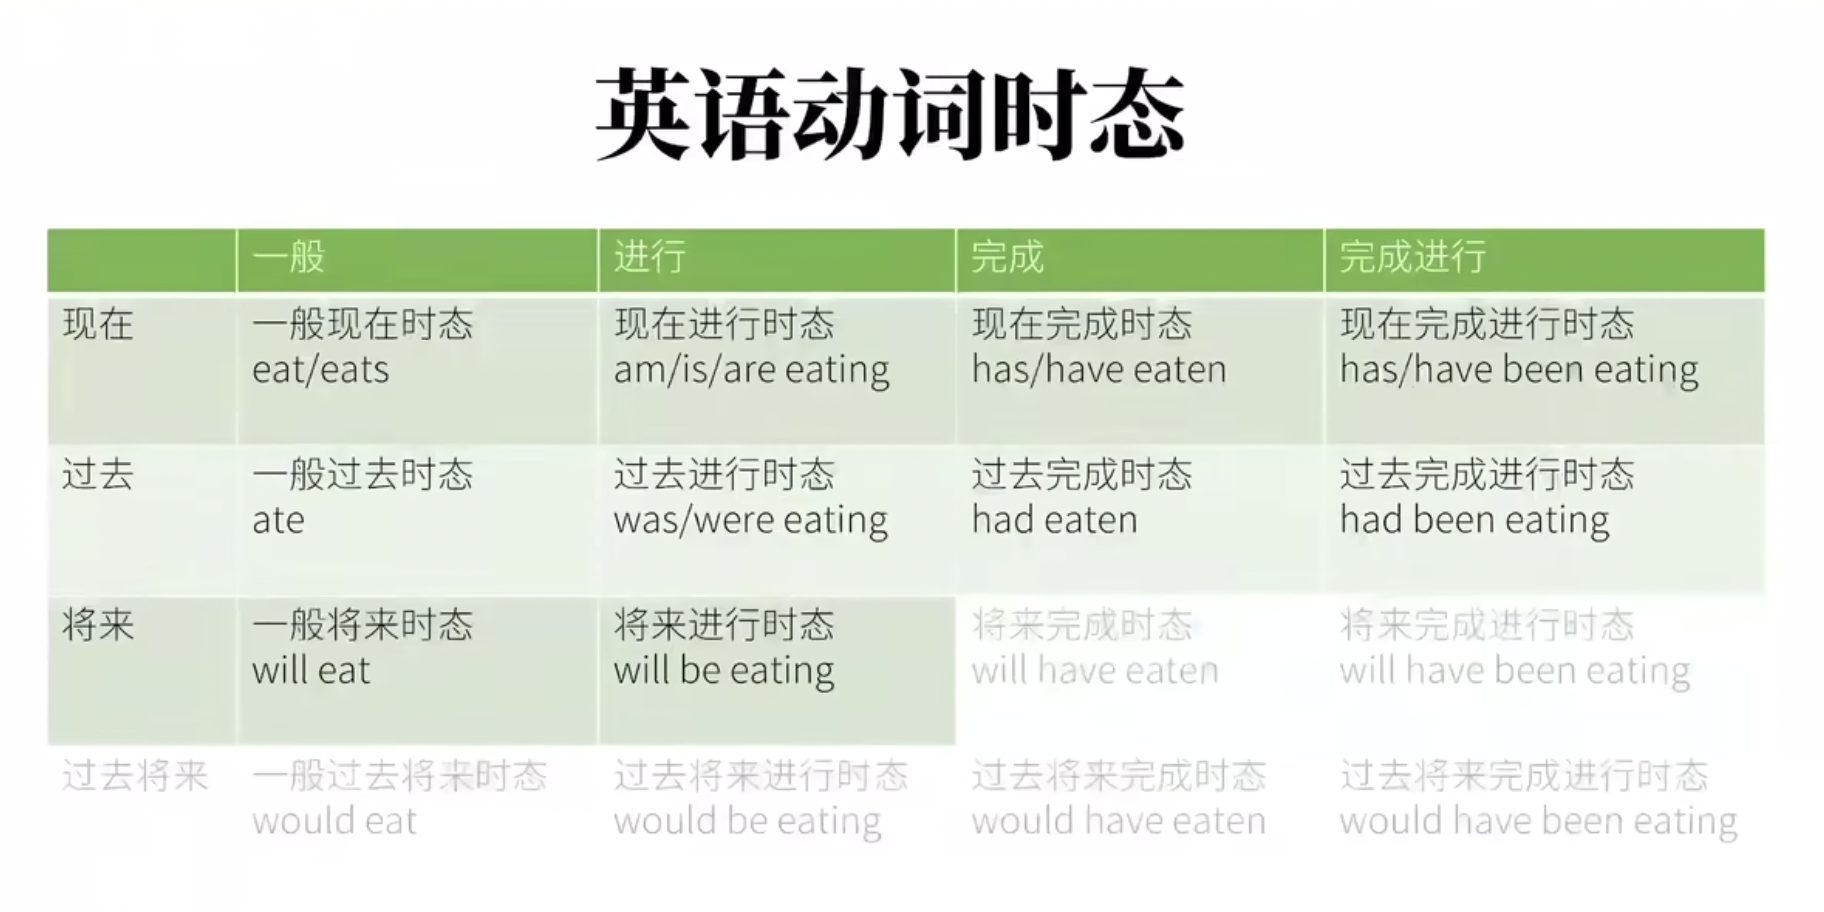 英语动词时态
一般 进行 完成 完成进行
现在 一般现在时态 现在进行时态 现在完成时态 现在完成进行时态
eat/eats am/is/are eating has/have eaten has/have been eating
过去 一般过去时态 过去进行时态 过去完成时态 过去完成进行时态
ate was/were eating had eaten had been eating
将来 一般将来时态 将来进行时态 将来完成时态 将来完成进行时态
will eat will be eating will have eaten will have been eating
过去将来 一般过去将来时态 过去将来进行时态 过去将来完成时态 过去将来完成进行时态
would eat would be eating would have eaten would have been eating